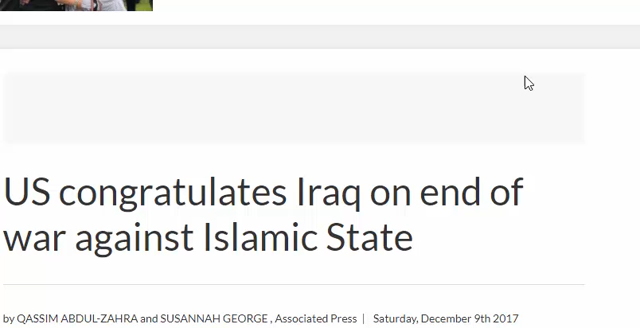 US congratulates Iraq on end of
war against Islamic State
by QASSIM ABDUL-ZAHRA and SUSANNAH GEORGE , Associated Press | Saturday, December 9th 2017